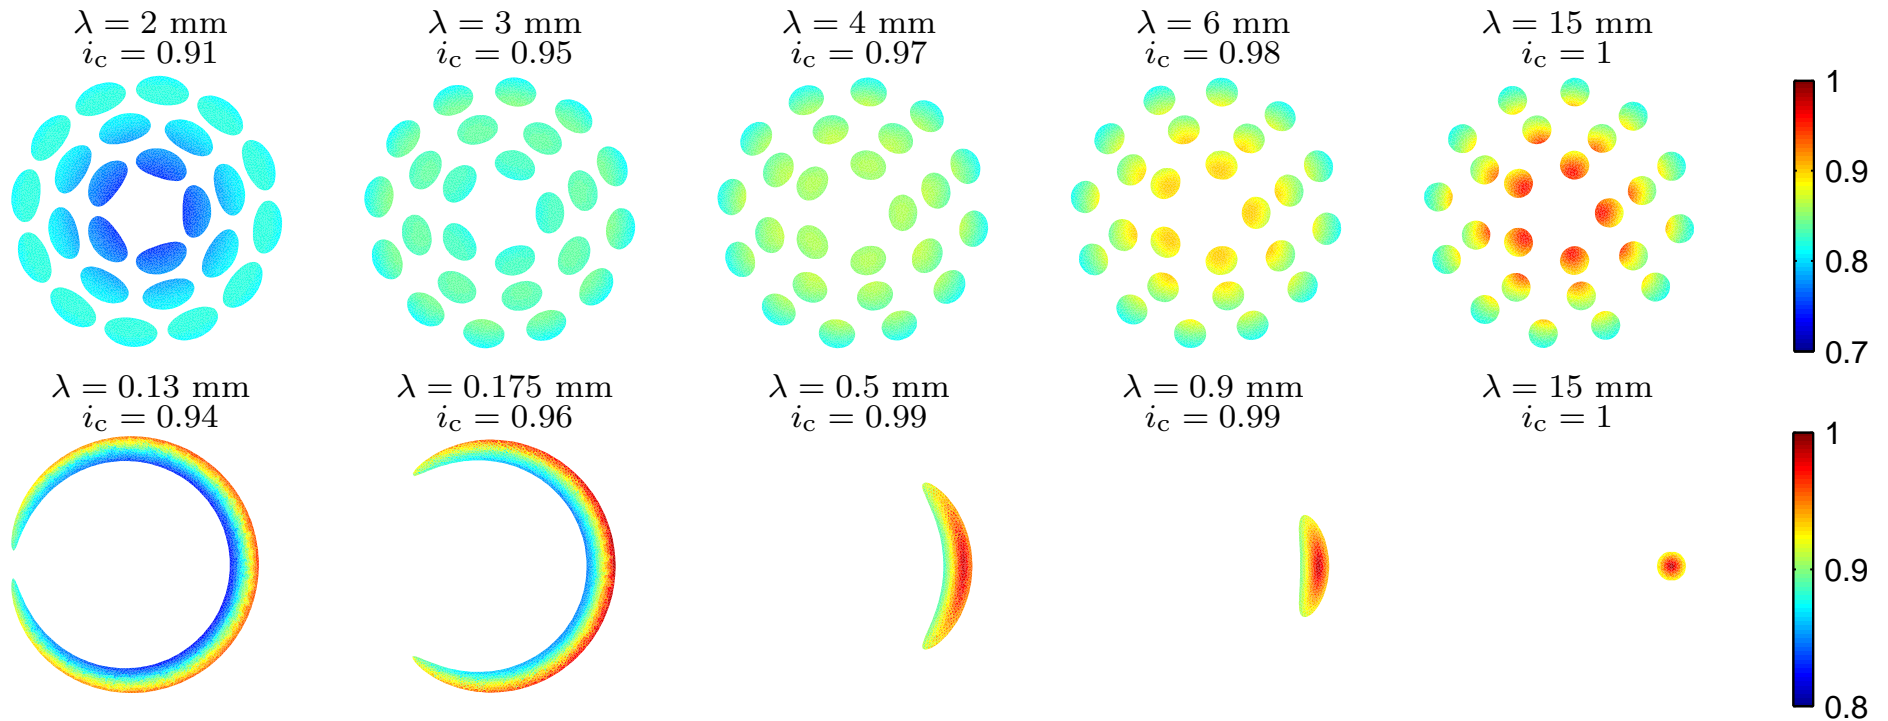 λ = 2 mm
i_c = 0.91
λ = 3 mm
i_c = 0.95
λ = 4 mm
i_c = 0.97
λ = 6 mm
i_c = 0.98
λ = 15 mm
i_c = 1
1
0.9
0.8
0.7
λ = 0.13 mm
i_c = 0.94
λ = 0.175 mm
i_c = 0.96
λ = 0.5 mm
i_c = 0.99
λ = 0.9 mm
i_c = 0.99
λ = 15 mm
i_c = 1
1
0.9
0.8